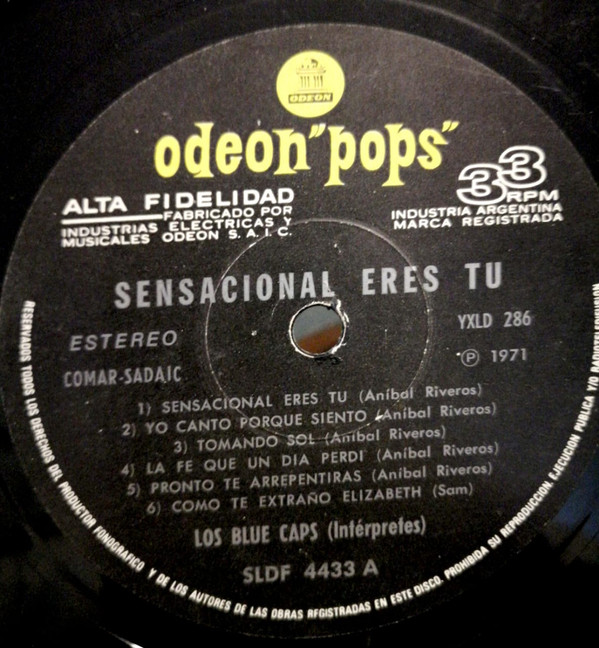 ODEON
odeon "pops"
ALTA FIDELIDAD
FABRICADO POR
INDUSTRIAS ELECTRICAS Y
MUSICALES ODEON S. A. I. C.
33 RPM
INDUSTRIA ARGENTINA
MARCA REGISTRADA
SENSACIONAL ERES TU
ESTEREO
COMAR-SADAIC
YXLD 286
Ⓟ 1971
1) SENSACIONAL ERES TU (Aníbal Riveros)
2) YO CANTO PORQUE SIENTO (Aníbal Riveros)
3) TOMANDO SOL (Aníbal Riveros)
4) LA FE QUE UN DIA PERDI (Aníbal Riveros)
5) PRONTO TE ARREPENTIRAS (Aníbal Riveros)
6) COMO TE EXTRAÑO ELIZABETH (Sam)
LOS BLUE CAPS (Intérpretes)
SLDF 4433 A
RESERVADOS TODOS LOS DERECHOS DEL PRODUCTOR FONOGRAFICO Y DE LOS AUTORES DE LAS OBRAS REGISTRADAS EN ESTE DISCO. PROHIBIDA SU REPRODUCCION EJECUCION PUBLICA Y/O RADIOTELEDIFUSION